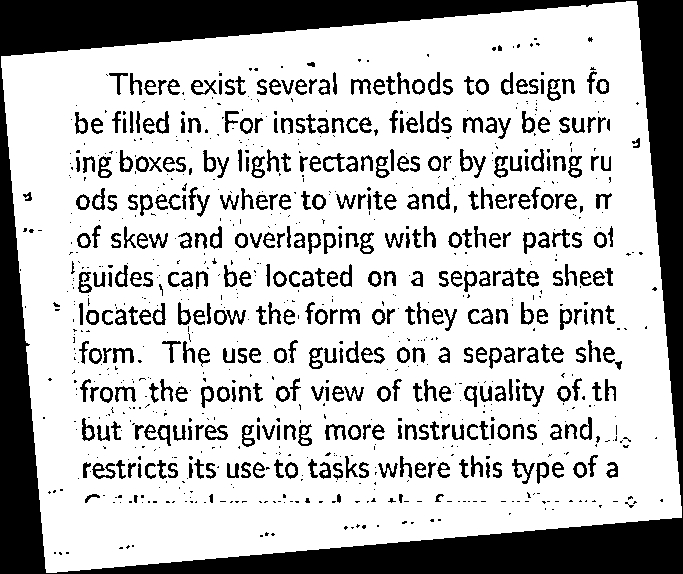 There exist several methods to design fo
be filled in. For instance, fields may be surr
ing boxes, by light rectangles or by guiding ru
ods specify where to write and, therefore, m
of skew and overlapping with other parts of
guides can be located on a separate sheet
located below the form or they can be print
form. The use of guides on a separate she
from the point of view of the quality of th
but requires giving more instructions and,
restricts its use to tasks where this type of a